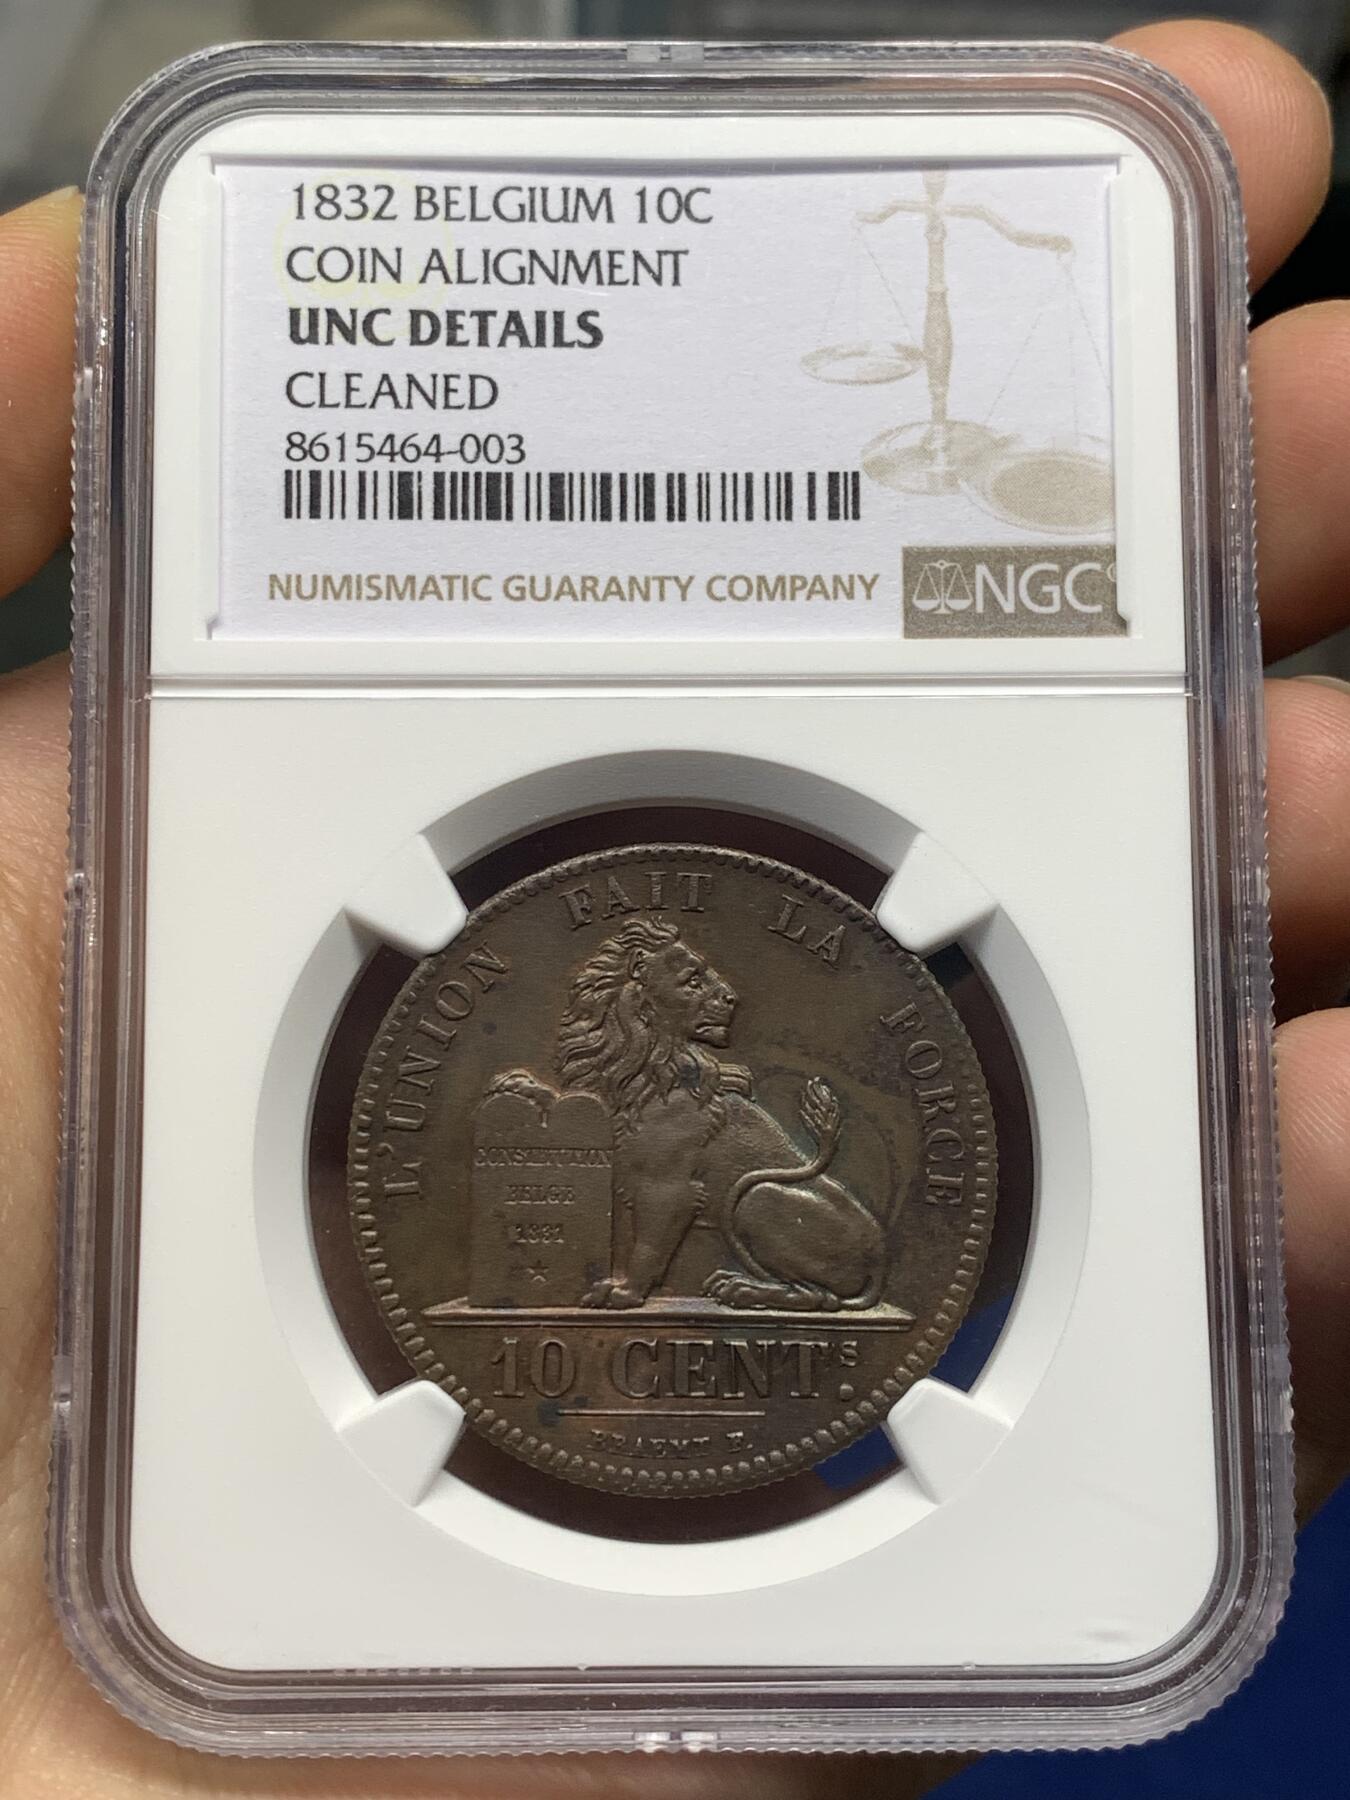 1832 BELGIUM 10C
COIN ALIGNMENT
UNC DETAILS
CLEANED
8615464-003
NUMISMATIC GUARANTY COMPANY
NGC
L'UNION FAIT LA FORCE
CONSTITUTION
BELGE
1831
10 CENTˢ.
BRAEMT F.